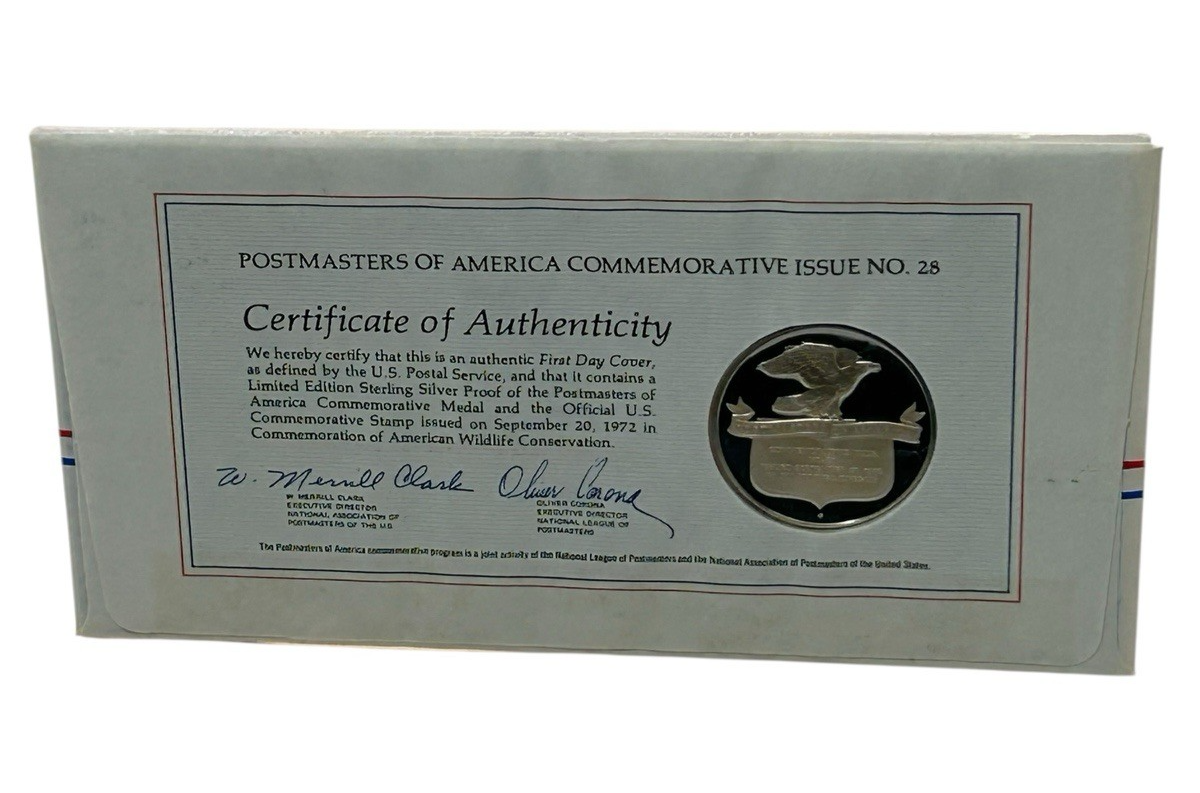 POSTMASTERS OF AMERICA COMMEMORATIVE ISSUE NO. 28
Certificate of Authenticity
We hereby certify that this is an authentic First Day Cover,
as defined by the U.S. Postal Service, and that it contains a
Limited Edition Sterling Silver Proof of the Postmasters of
America Commemorative Medal and the Official U.S.
Commemorative Stamp issued on September 20, 1972 in
Commemoration of American Wildlife Conservation.
W. Merrill Clark
W MERRILL CLARK
EXECUTIVE DIRECTOR
NATIONAL ASSOCIATION OF
POSTMASTERS OF THE U.S
Oliver Corona
OLIVER CORONA
EXECUTIVE DIRECTOR
NATIONAL LEAGUE OF
POSTMASTERS
The Postmasters of America commemorative program is a joint activity of the National League of Postmasters and the National Association of Postmasters of the United States.